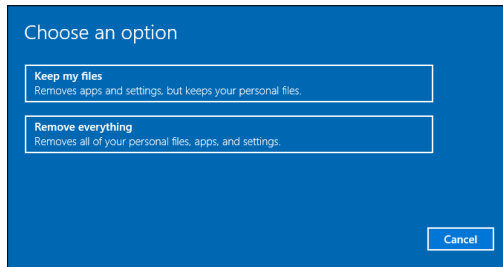 Choose an option
Keep my files
Removes apps and settings, but keeps your personal files.
Remove everything
Removes all of your personal files, apps, and settings.
Cancel